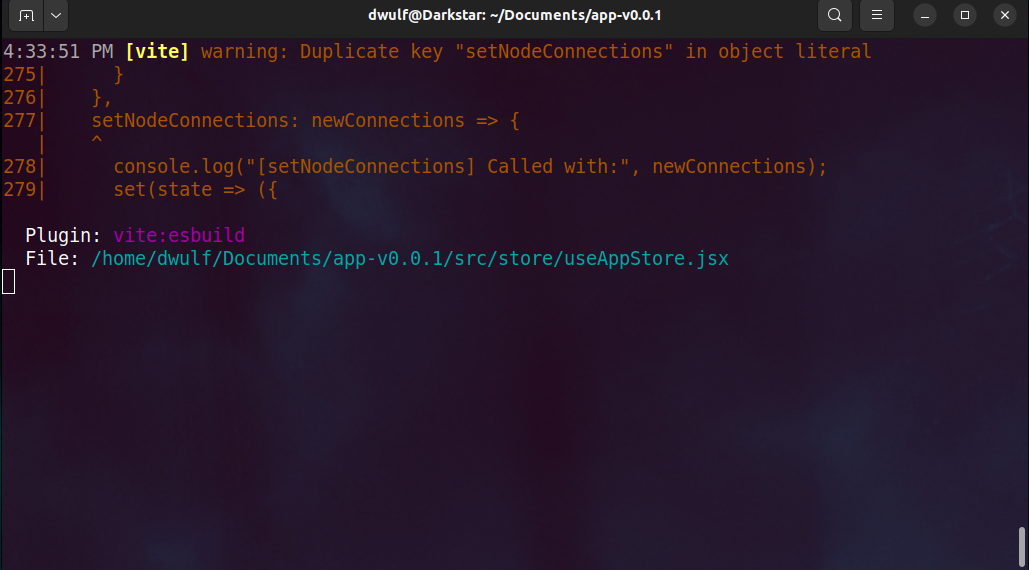 dwulf@Darkstar: ~/Documents/app-v0.0.1
4:33:51 PM [vite] warning: Duplicate key "setNodeConnections" in object literal
275|      }
276|    },
277|    setNodeConnections: newConnections => {
   |    ^
278|      console.log("[setNodeConnections] Called with:", newConnections);
279|      set(state => ({
  Plugin: vite:esbuild
  File: /home/dwulf/Documents/app-v0.0.1/src/store/useAppStore.jsx